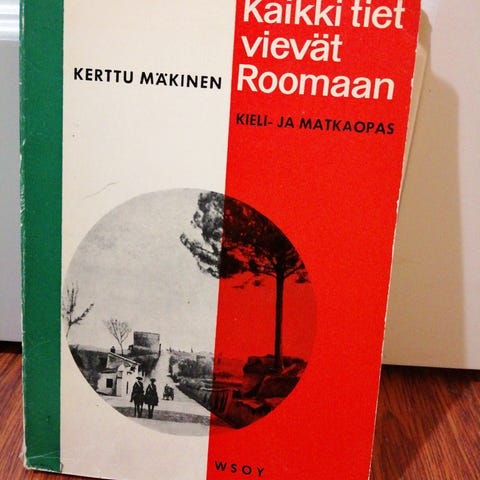 Kaikki tiet
vievät
Roomaan
KERTTU MÄKINEN
KIELI- JA MATKAOPAS
WSOY